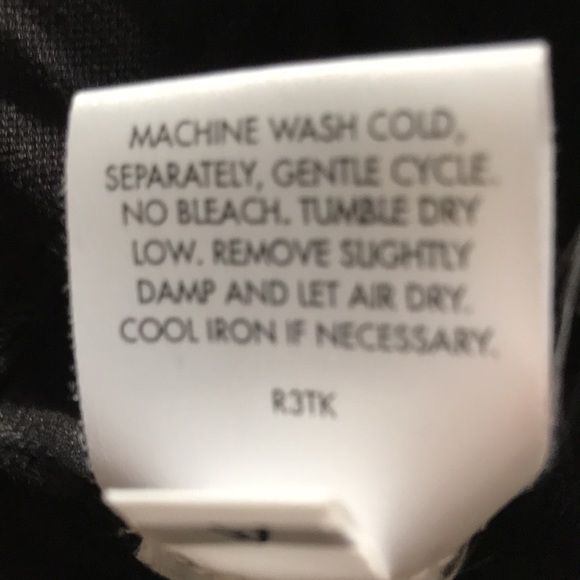 MACHINE WASH COLD,
SEPARATELY, GENTLE CYCLE.
NO BLEACH. TUMBLE DRY
LOW. REMOVE SLIGHTLY
DAMP AND LET AIR DRY.
COOL IRON IF NECESSARY.
R3TK